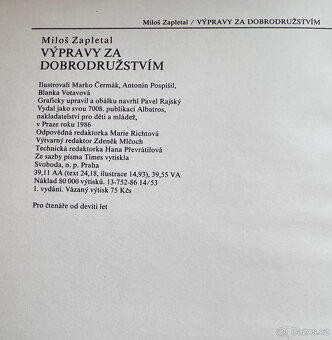 Miloš Zapletal / VÝPRAVY ZA DOBRODRUŽSTVÍM
Miloš Zapletal
VÝPRAVY ZA
DOBRODRUŽSTVÍM
Ilustrovali Marko Čermák, Antonín Pospíšil,
Blanka Votavová
Graficky upravil a obálku navrhl Pavel Rajský
Vydal jako svou 7008. publikaci Albatros,
nakladatelství pro děti a mládež,
v Praze roku 1986
Odpovědná redaktorka Marie Richtová
Výtvarný redaktor Zdeněk Mlčoch
Technická redaktorka Hana Převrátilová
Ze sazby písma Times vytiskla
Svoboda, n. p. Praha
39,11 AA (text 24,18, ilustrace 14,93), 39,55 VA
Náklad 80 000 výtisků. 13-752-86 14/53
1. vydání. Vázaný výtisk 75 Kčs
Pro čtenáře od devíti let
Sbazar.cz